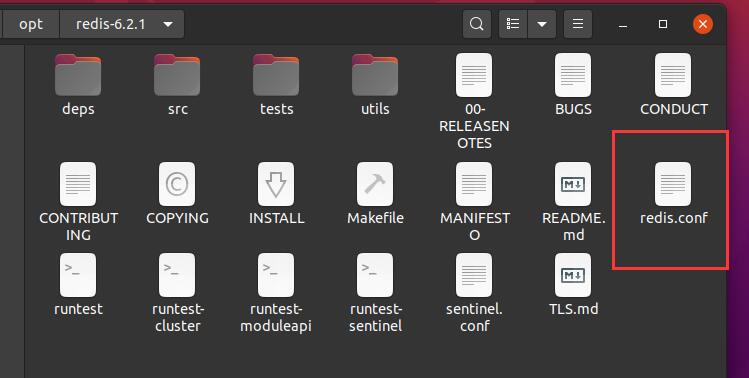 opt redis-6.2.1
deps src tests utils 00-RELEASENOTES BUGS CONDUCT
CONTRIBUTING COPYING INSTALL Makefile MANIFESTO README.md redis.conf
runtest runtest-cluster runtest-moduleapi runtest-sentinel sentinel.conf TLS.md